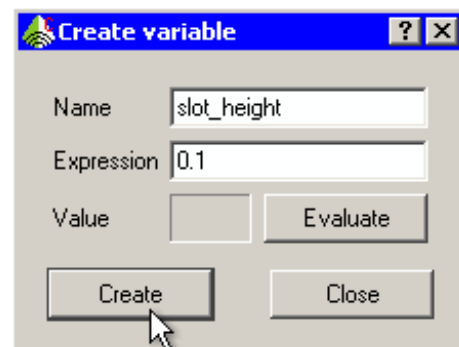 Create variable ? ×
Name slot_height
Expression 0.1
Value Evaluate
Create Close